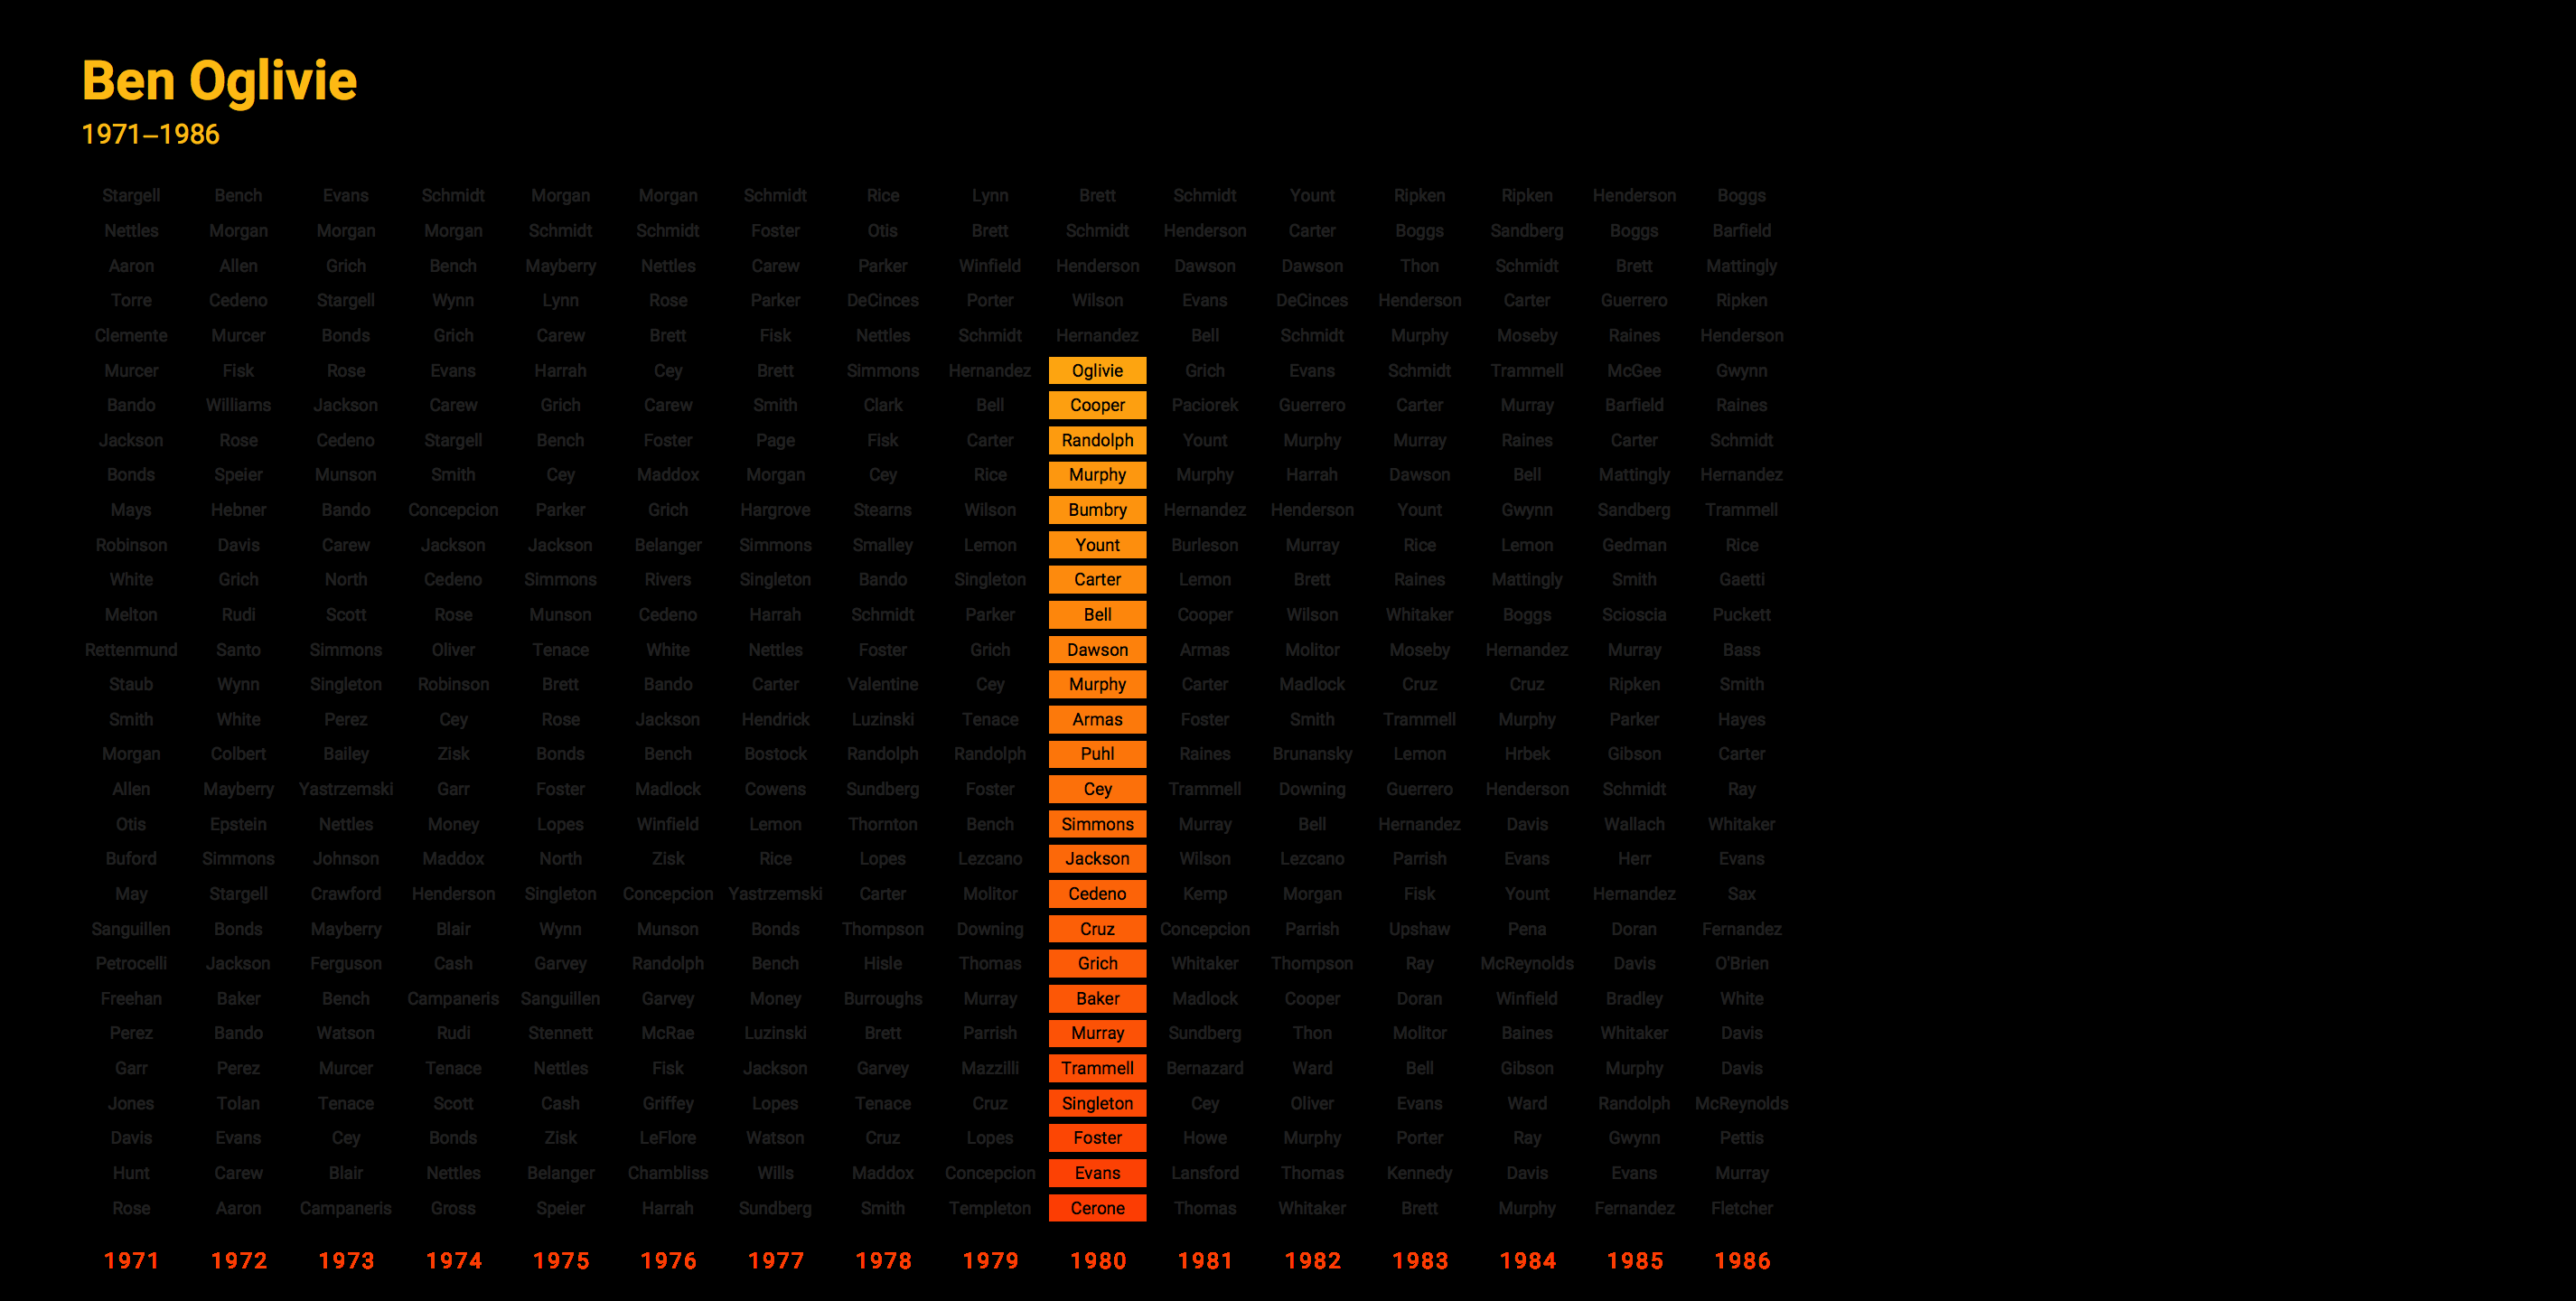 Ben Oglivie
1971–1986
Stargell Bench Evans Schmidt Morgan Morgan Schmidt Rice Lynn Brett Schmidt Yount Ripken Ripken Henderson Boggs
Nettles Morgan Morgan Morgan Schmidt Schmidt Foster Otis Brett Schmidt Henderson Carter Boggs Sandberg Boggs Barfield
Aaron Allen Grich Bench Mayberry Nettles Carew Parker Winfield Henderson Dawson Dawson Thon Schmidt Brett Mattingly
Torre Cedeno Stargell Wynn Lynn Rose Parker DeCinces Porter Wilson Evans DeCinces Henderson Carter Guerrero Ripken
Clemente Murcer Bonds Grich Carew Brett Fisk Nettles Schmidt Hernandez Bell Schmidt Murphy Moseby Raines Henderson
Murcer Fisk Rose Evans Harrah Cey Brett Simmons Hernandez Oglivie Grich Evans Schmidt Trammell McGee Gwynn
Bando Williams Jackson Carew Grich Carew Smith Clark Bell Cooper Paciorek Guerrero Carter Murray Barfield Raines
Jackson Rose Cedeno Stargell Bench Foster Page Fisk Carter Randolph Yount Murphy Murray Raines Carter Schmidt
Bonds Speier Munson Smith Cey Maddox Morgan Cey Rice Murphy Murphy Harrah Dawson Bell Mattingly Hernandez
Mays Hebner Bando Concepcion Parker Grich Hargrove Stearns Wilson Bumbry Hernandez Henderson Yount Gwynn Sandberg Trammell
Robinson Davis Carew Jackson Jackson Belanger Simmons Smalley Lemon Yount Burleson Murray Rice Lemon Gedman Rice
White Grich North Cedeno Simmons Rivers Singleton Bando Singleton Carter Lemon Brett Raines Mattingly Smith Gaetti
Melton Rudi Scott Rose Munson Cedeno Harrah Schmidt Parker Bell Cooper Wilson Whitaker Boggs Scioscia Puckett
Rettenmund Santo Simmons Oliver Tenace White Nettles Foster Grich Dawson Armas Molitor Moseby Hernandez Murray Bass
Staub Wynn Singleton Robinson Brett Bando Carter Valentine Cey Murphy Carter Madlock Cruz Cruz Ripken Smith
Smith White Perez Cey Rose Jackson Hendrick Luzinski Tenace Armas Foster Smith Trammell Murphy Parker Hayes
Morgan Colbert Bailey Zisk Bonds Bench Bostock Randolph Randolph Puhl Raines Brunansky Lemon Hrbek Gibson Carter
Allen Mayberry Yastrzemski Garr Foster Madlock Cowens Sundberg Foster Cey Trammell Downing Guerrero Henderson Schmidt Ray
Otis Epstein Nettles Money Lopes Winfield Lemon Thornton Bench Simmons Murray Bell Hernandez Davis Wallach Whitaker
Buford Simmons Johnson Maddox North Zisk Rice Lopes Lezcano Jackson Wilson Lezcano Parrish Evans Herr Evans
May Stargell Crawford Henderson Singleton Concepcion Yastrzemski Carter Molitor Cedeno Kemp Morgan Fisk Yount Hernandez Sax
Sanguillen Bonds Mayberry Blair Wynn Munson Bonds Thompson Downing Cruz Concepcion Parrish Upshaw Pena Doran Fernandez
Petrocelli Jackson Ferguson Cash Garvey Randolph Bench Hisle Thomas Grich Whitaker Thompson Ray McReynolds Davis O'Brien
Freehan Baker Bench Campaneris Sanguillen Garvey Money Burroughs Murray Baker Madlock Cooper Doran Winfield Bradley White
Perez Bando Watson Rudi Stennett McRae Luzinski Brett Parrish Murray Sundberg Thon Molitor Baines Whitaker Davis
Garr Perez Murcer Tenace Nettles Fisk Jackson Garvey Mazzilli Trammell Bernazard Ward Bell Gibson Murphy Davis
Jones Tolan Tenace Scott Cash Griffey Lopes Tenace Cruz Singleton Cey Oliver Evans Ward Randolph McReynolds
Davis Evans Cey Bonds Zisk LeFlore Watson Cruz Lopes Foster Howe Murphy Porter Ray Gwynn Pettis
Hunt Carew Blair Nettles Belanger Chambliss Wills Maddox Concepcion Evans Lansford Thomas Kennedy Davis Evans Murray
Rose Aaron Campaneris Gross Speier Harrah Sundberg Smith Templeton Cerone Thomas Whitaker Brett Murphy Fernandez Fletcher
1971 1972 1973 1974 1975 1976 1977 1978 1979 1980 1981 1982 1983 1984 1985 1986